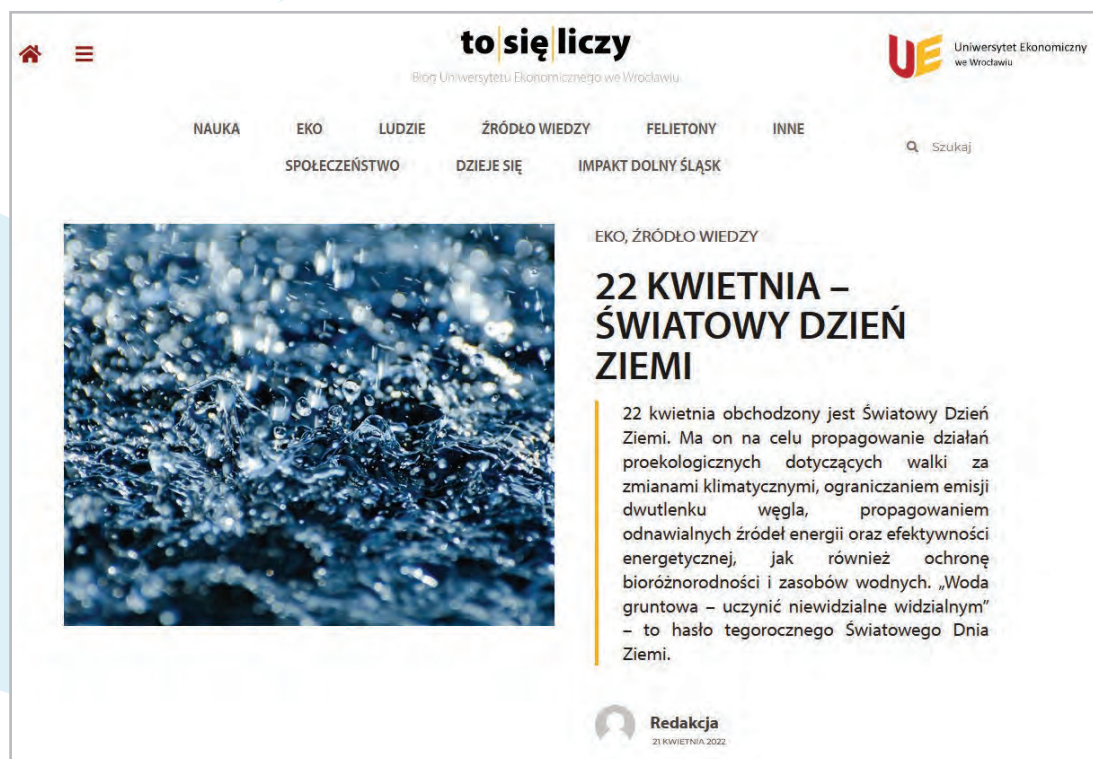 to się liczy
Blog Uniwersytetu Ekonomicznego we Wrocławiu
UE
Uniwersytet Ekonomiczny
we Wrocławiu
NAUKA EKO LUDZIE ŹRÓDŁO WIEDZY FELIETONY INNE
SPOŁECZEŃSTWO DZIEJE SIĘ IMPAKT DOLNY ŚLĄSK
Szukaj
EKO, ŹRÓDŁO WIEDZY
22 KWIETNIA –
ŚWIATOWY DZIEŃ
ZIEMI
22 kwietnia obchodzony jest Światowy Dzień
Ziemi. Ma on na celu propagowanie działań
proekologicznych dotyczących walki za
zmianami klimatycznymi, ograniczaniem emisji
dwutlenku węgla, propagowaniem
odnawialnych źródeł energii oraz efektywności
energetycznej, jak również ochronę
bioróżnorodności i zasobów wodnych. „Woda
gruntowa – uczynić niewidzialne widzialnym”
– to hasło tegorocznego Światowego Dnia
Ziemi.
Redakcja
21 KWIETNIA 2022